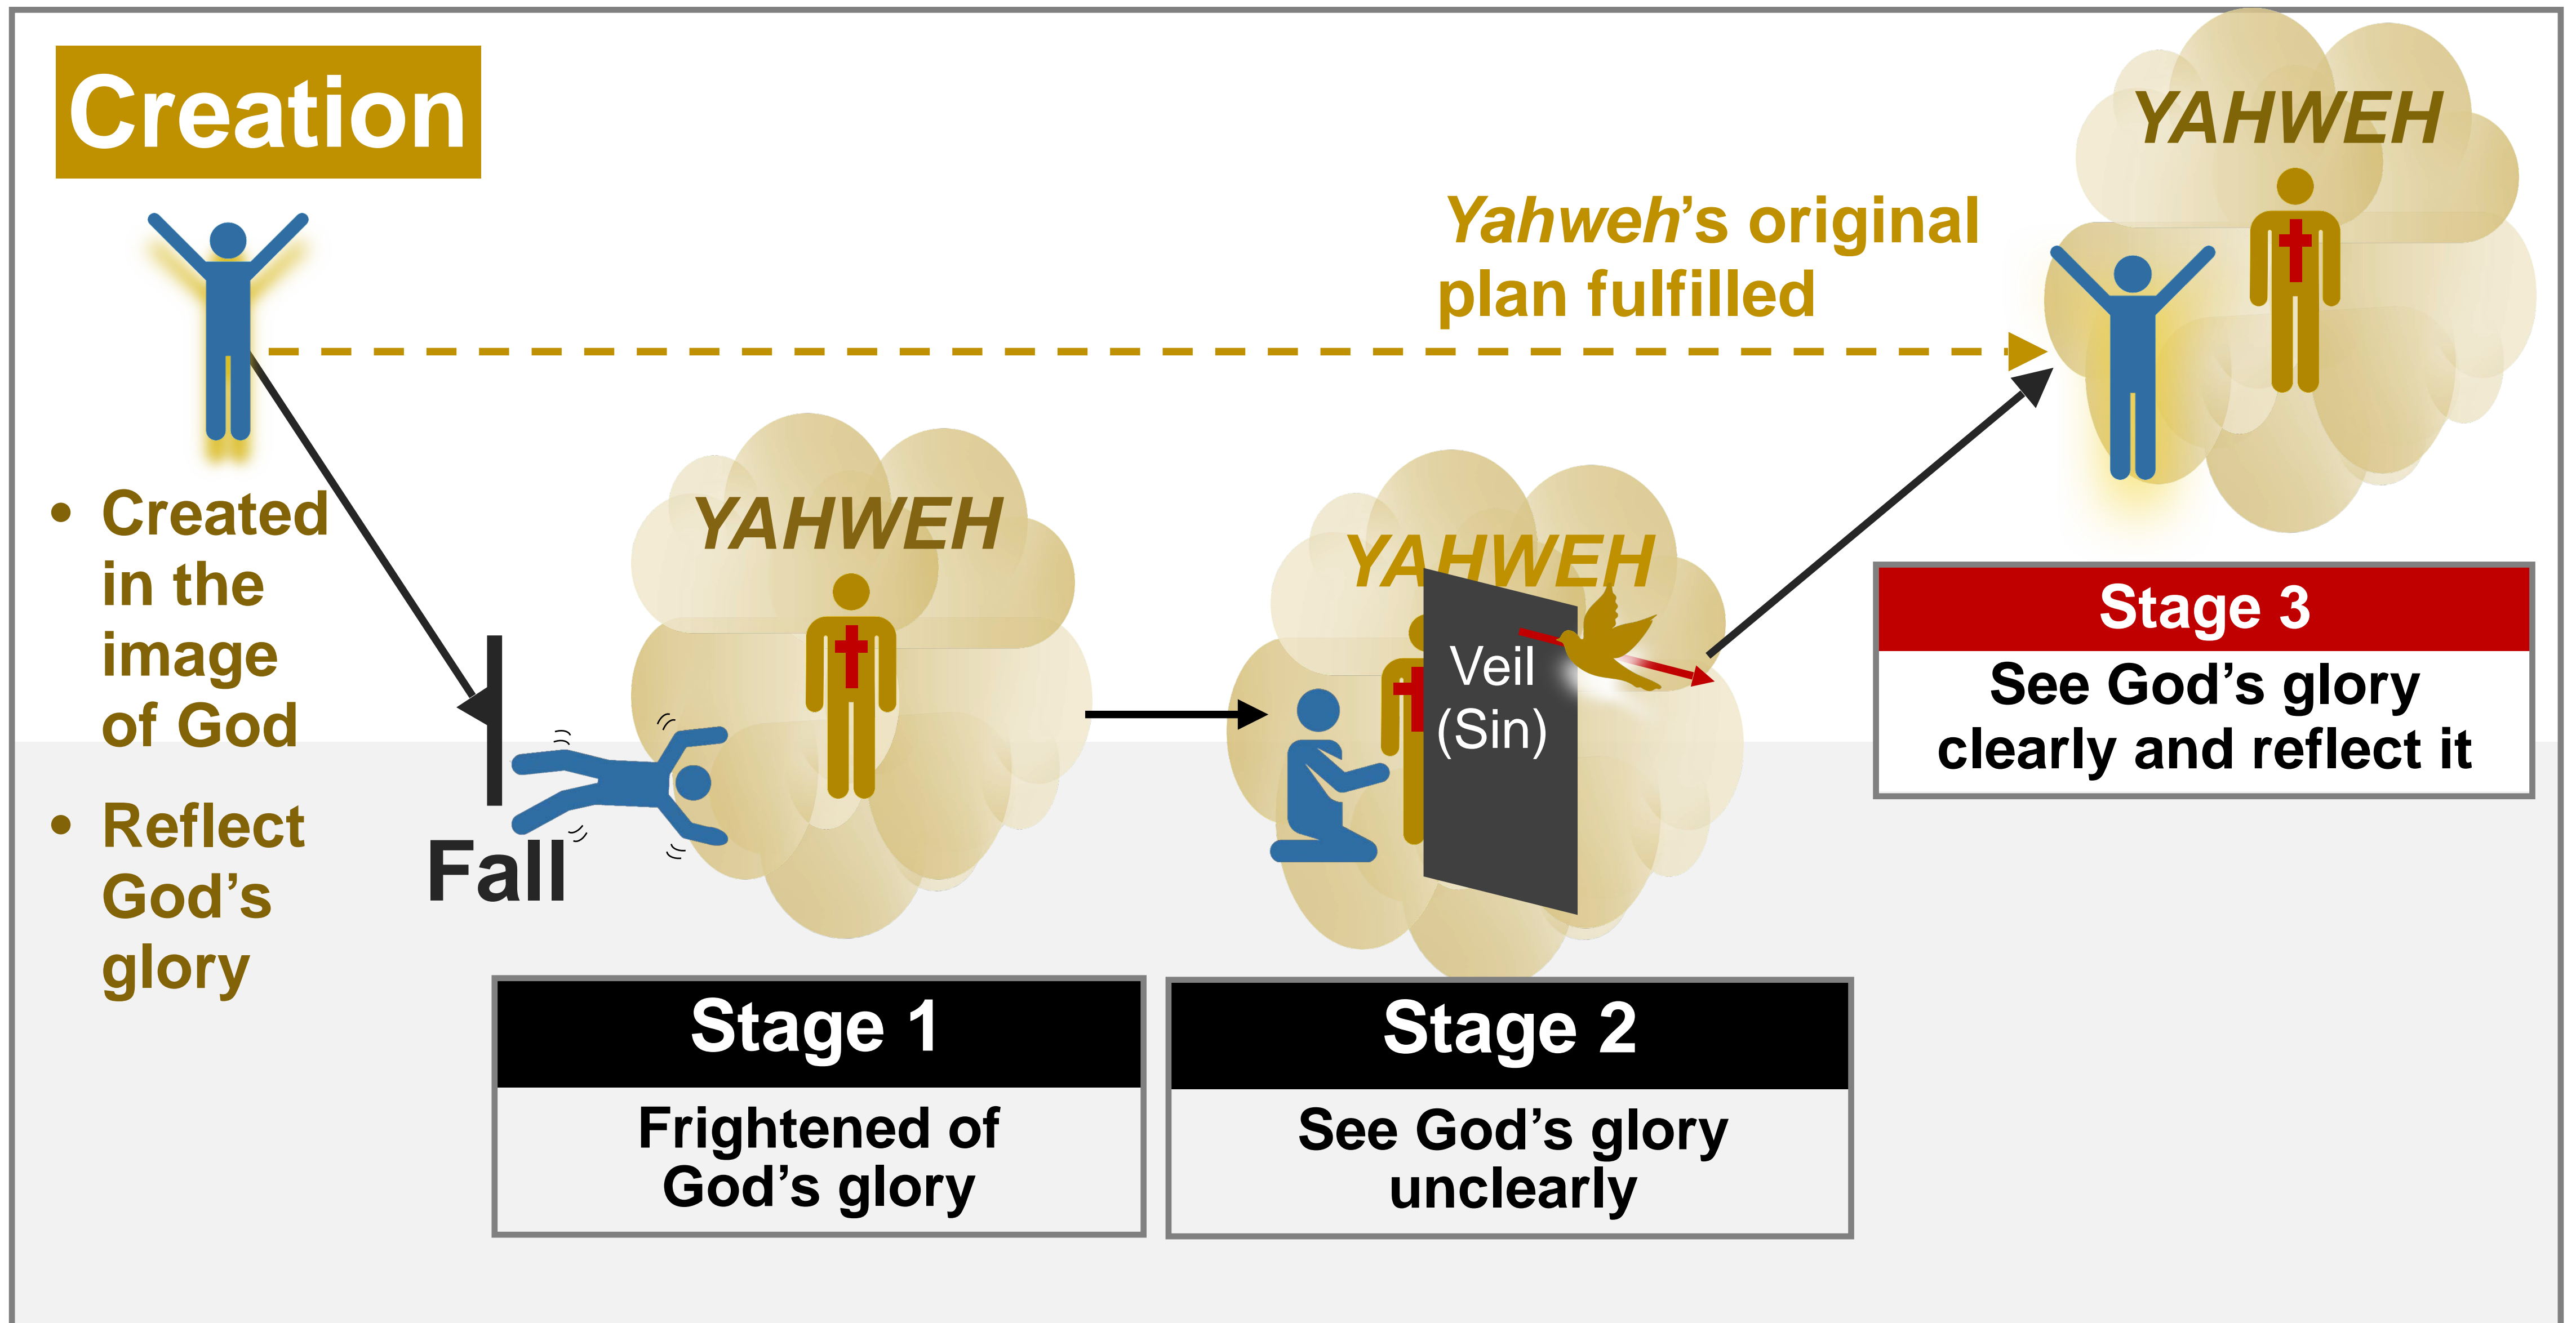 Creation
YAHWEH
Yahweh’s original
plan fulfilled
• Created
in the
image
of God
• Reflect
God’s
glory
Fall
YAHWEH
YAHWEH
Veil
(Sin)
Stage 3
See God’s glory
clearly and reflect it
Stage 1
Frightened of
God’s glory
Stage 2
See God’s glory
unclearly